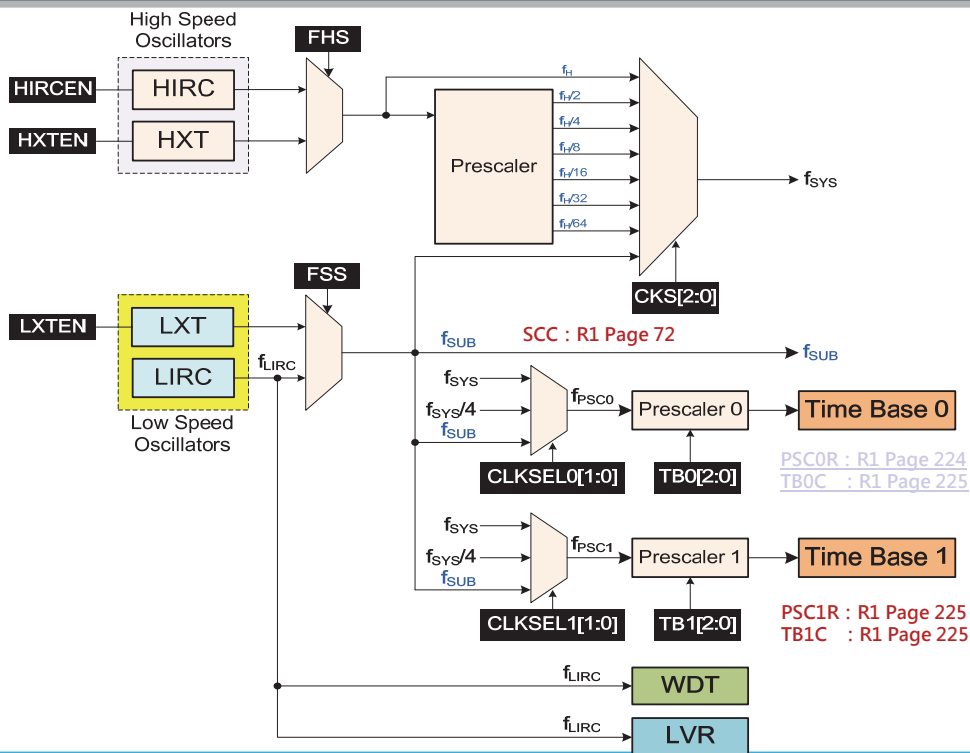 High Speed
Oscillators
FHS
HIRCEN
HIRC
HXTEN
HXT
Prescaler
fH
fH/2
fH/4
fH/8
fH/16
fH/32
fH/64
fSYS
CKS[2:0]
FSS
LXTEN
LXT
LIRC
fLIRC
Low Speed
Oscillators
fSUB
SCC : R1 Page 72
fSUB
fSYS
fSYS/4
fSUB
fPSC0
Prescaler 0
Time Base 0
CLKSEL0[1:0]
TB0[2:0]
PSC0R : R1 Page 224
TB0C : R1 Page 225
fSYS
fSYS/4
fSUB
fPSC1
Prescaler 1
Time Base 1
CLKSEL1[1:0]
TB1[2:0]
PSC1R : R1 Page 225
TB1C : R1 Page 225
fLIRC
WDT
fLIRC
LVR